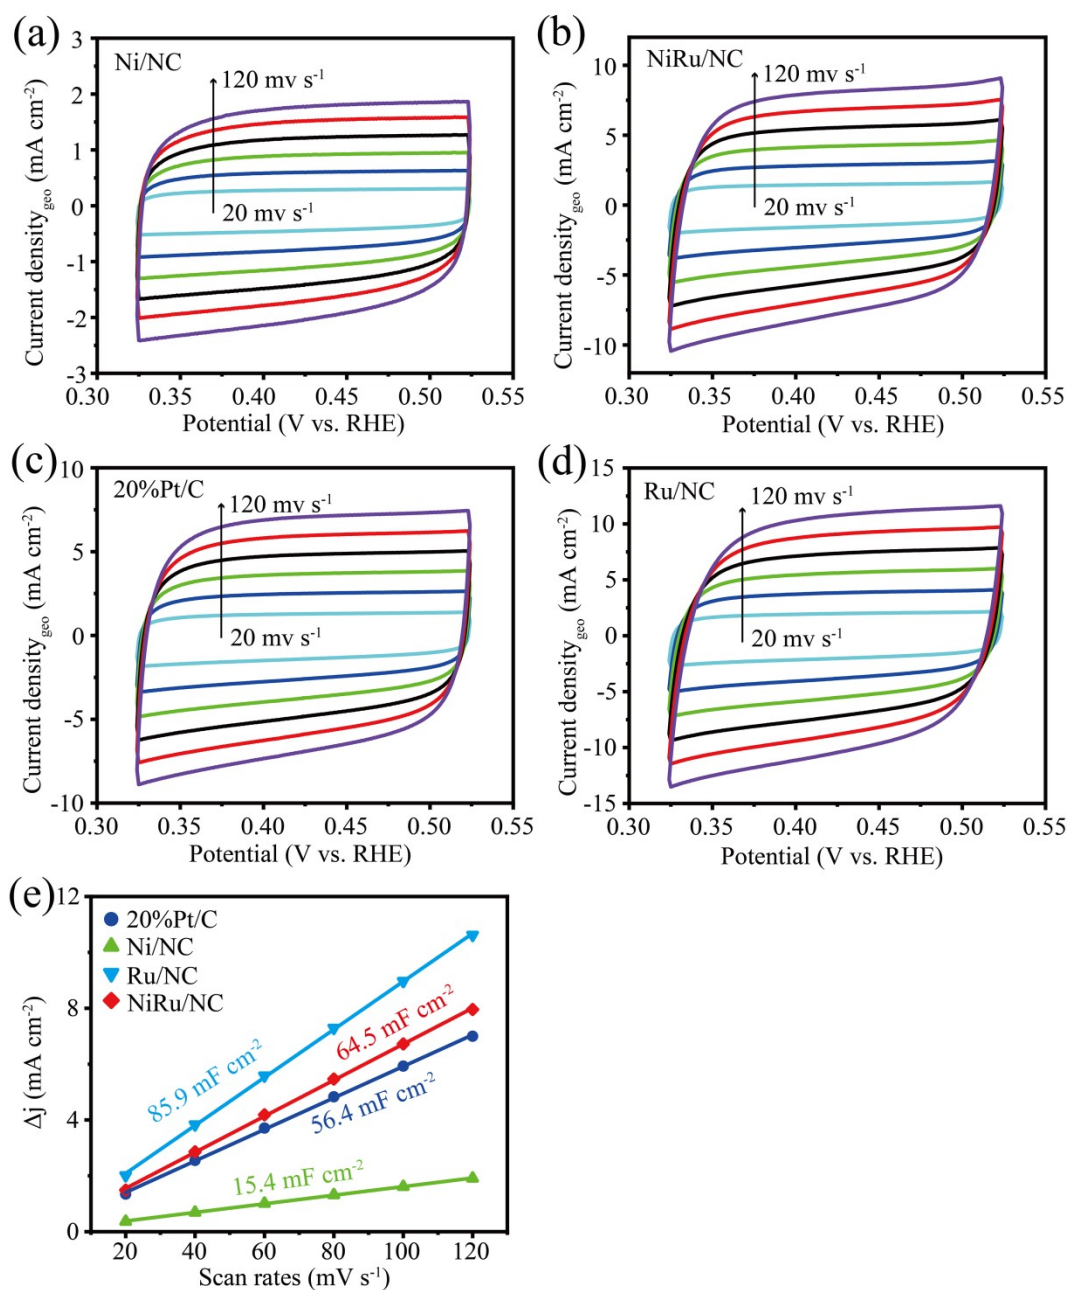 (a)
3
2
1
0
-1
-2
-3
Ni/NC
120 mv s⁻¹
20 mv s⁻¹
Current density_geo (mA cm⁻²)
0.30 0.35 0.40 0.45 0.50 0.55
Potential (V vs. RHE)
(b)
10
5
0
-5
-10
NiRu/NC
120 mv s⁻¹
20 mv s⁻¹
Current density_geo (mA cm⁻²)
0.30 0.35 0.40 0.45 0.50 0.55
Potential (V vs. RHE)
(c)
10
5
0
-5
-10
20%Pt/C
120 mv s⁻¹
20 mv s⁻¹
Current density_geo (mA cm⁻²)
0.30 0.35 0.40 0.45 0.50 0.55
Potential (V vs. RHE)
(d)
15
10
5
0
-5
-10
-15
Ru/NC
120 mv s⁻¹
20 mv s⁻¹
Current density_geo (mA cm⁻²)
0.30 0.35 0.40 0.45 0.50 0.55
Potential (V vs. RHE)
(e)
12
8
4
0
20%Pt/C
Ni/NC
Ru/NC
NiRu/NC
85.9 mF cm⁻²
64.5 mF cm⁻²
56.4 mF cm⁻²
15.4 mF cm⁻²
Δj (mA cm⁻²)
20 40 60 80 100 120
Scan rates (mV s⁻¹)